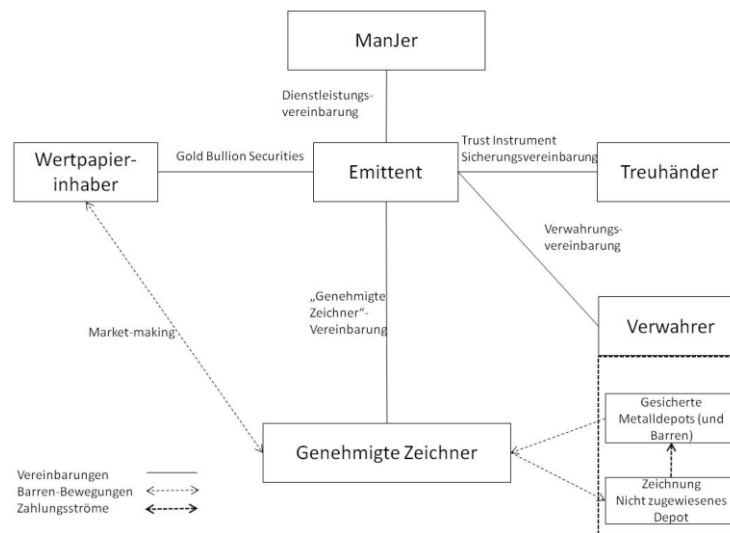 ManJer
Dienstleistungs-
vereinbarung
Wertpapier-
inhaber
Gold Bullion Securities
Emittent
Trust Instrument
Sicherungsvereinbarung
Treuhänder
Verwahrungs-
vereinbarung
„Genehmigte
Zeichner“-
Vereinbarung
Market-making
Verwahrer
Gesicherte
Metalldepots (und
Barren)
Genehmigte Zeichner
Zeichnung
Nicht zugewiesenes
Depot
Vereinbarungen
Barren-Bewegungen
Zahlungsströme